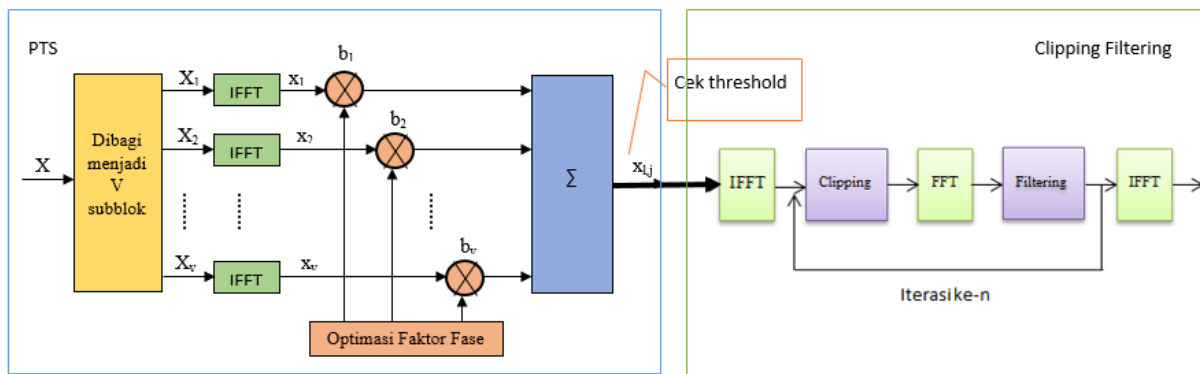 PTS
Clipping Filtering
X
Dibagi
menjadi
V
subblok
X1
IFFT
x1
b1
X2
IFFT
x2
b2
Xv
IFFT
xv
bv
Optimasi Faktor Fase
Σ
Cek threshold
x1,j
IFFT
Clipping
FFT
Filtering
IFFT
Iterasike-n